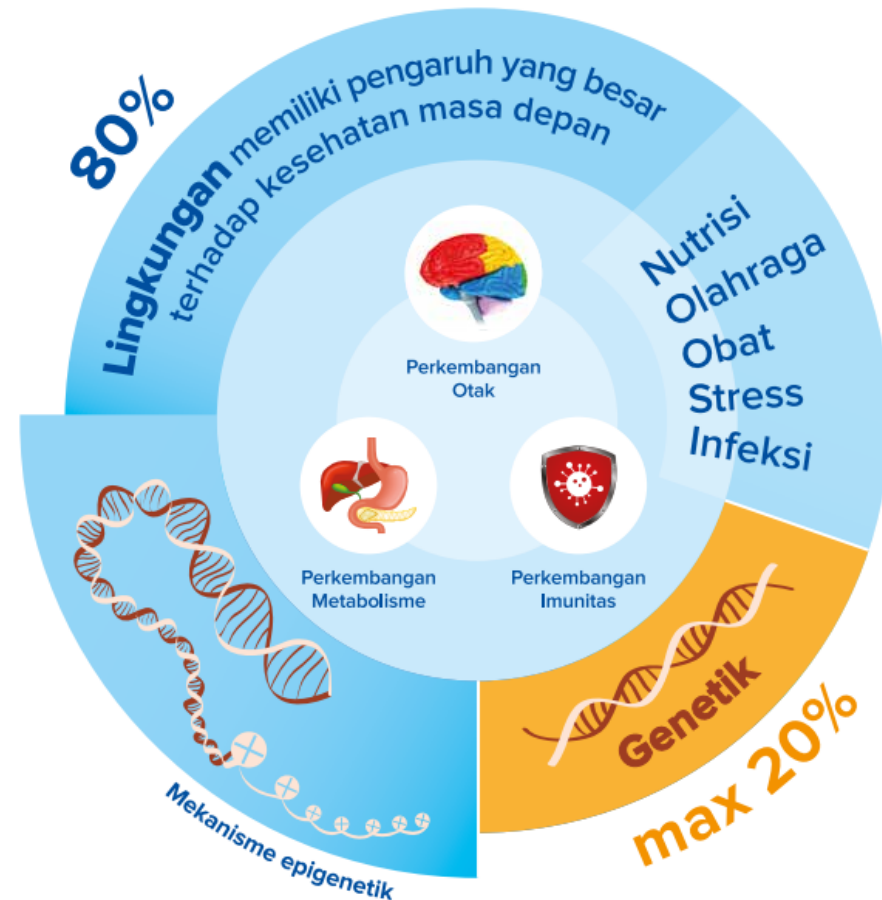 80%
Lingkungan memiliki pengaruh yang besar
terhadap kesehatan masa depan
Nutrisi
Olahraga
Obat
Stress
Infeksi
Perkembangan
Otak
Perkembangan
Metabolisme
Perkembangan
Imunitas
Genetik
max 20%
Mekanisme epigenetik